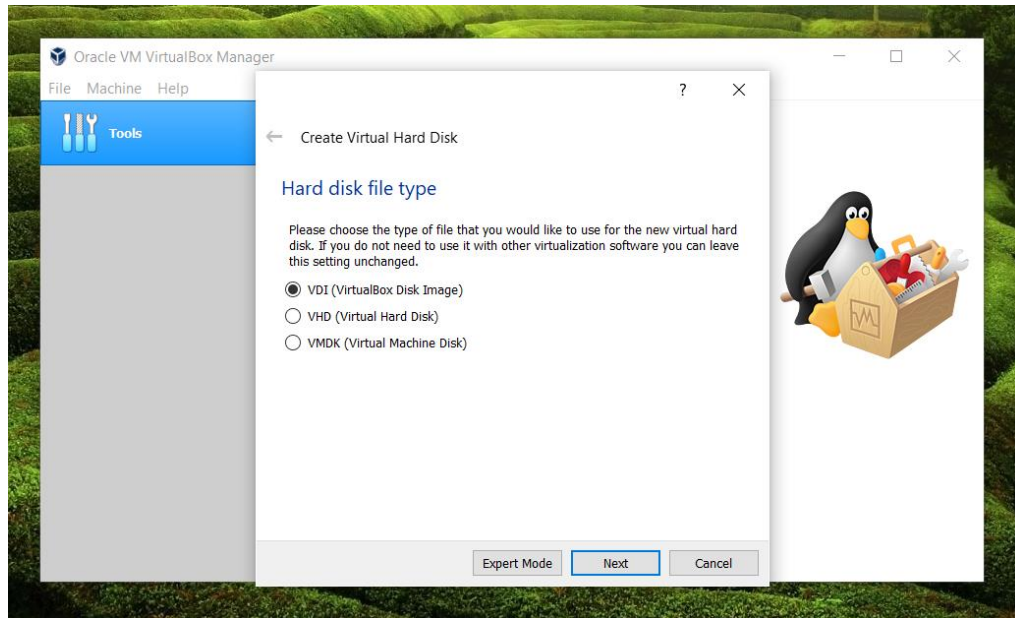 Oracle VM VirtualBox Manager
File Machine Help
Tools
?
Create Virtual Hard Disk
Hard disk file type
Please choose the type of file that you would like to use for the new virtual hard
disk. If you do not need to use it with other virtualization software you can leave
this setting unchanged.
VDI (VirtualBox Disk Image)
VHD (Virtual Hard Disk)
VMDK (Virtual Machine Disk)
Expert Mode Next Cancel